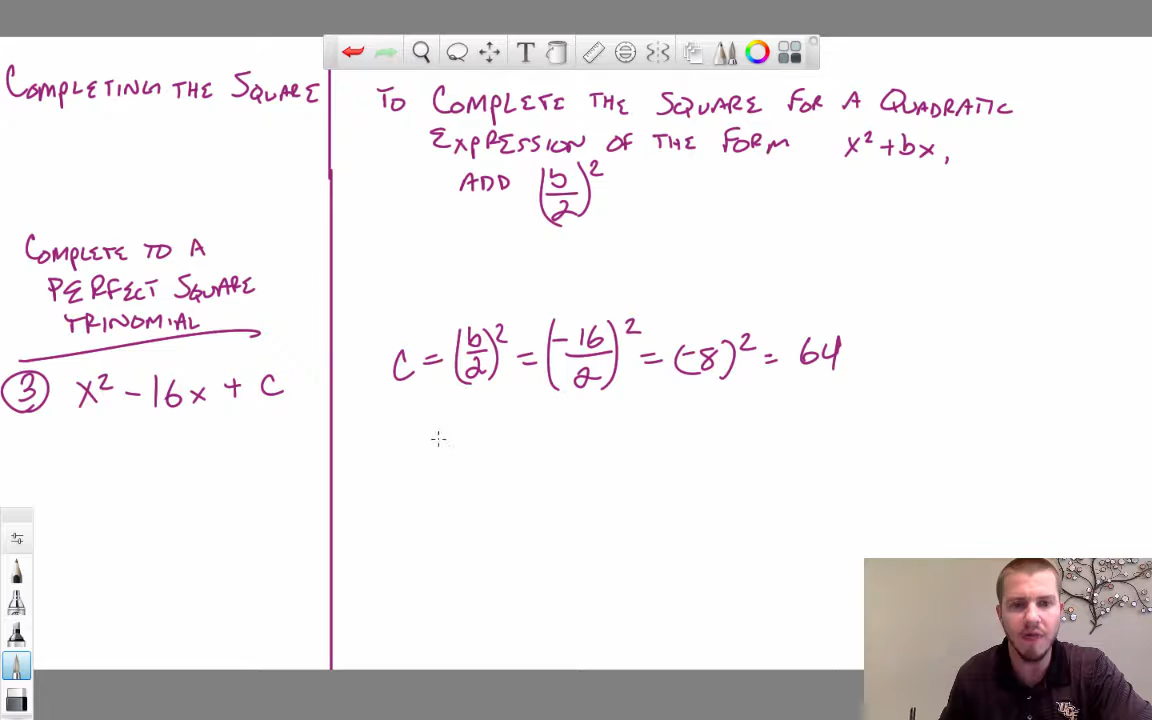 COMPLETING THE SQUARE
COMPLETE TO A
PERFECT SQUARE
TRINOMIAL
3 x² - 16x + C
TO COMPLETE THE SQUARE FOR A QUADRATIC
EXPRESSION OF THE FORM x² + bx,
ADD (b/2)²
C = (b/2)² = (-16/2)² = (-8)² = 64
T
UCF